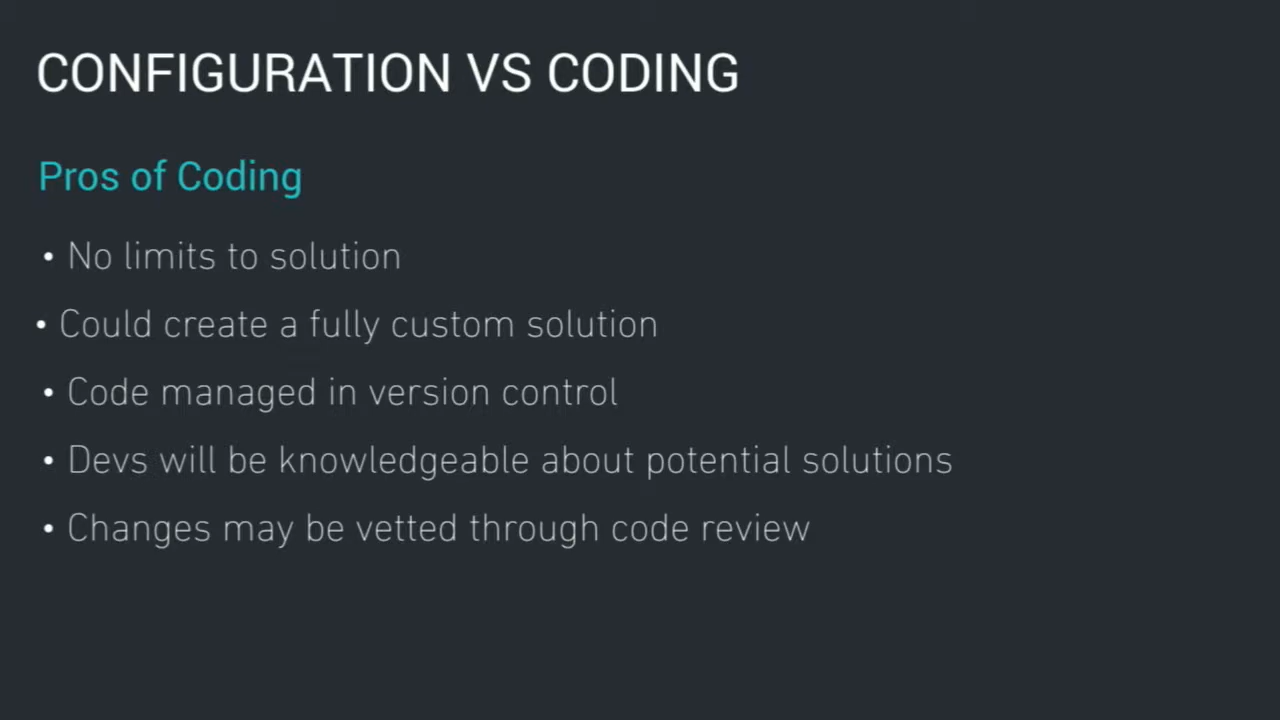 CONFIGURATION VS CODING
Pros of Coding
• No limits to solution
• Could create a fully custom solution
• Code managed in version control
• Devs will be knowledgeable about potential solutions
• Changes may be vetted through code review